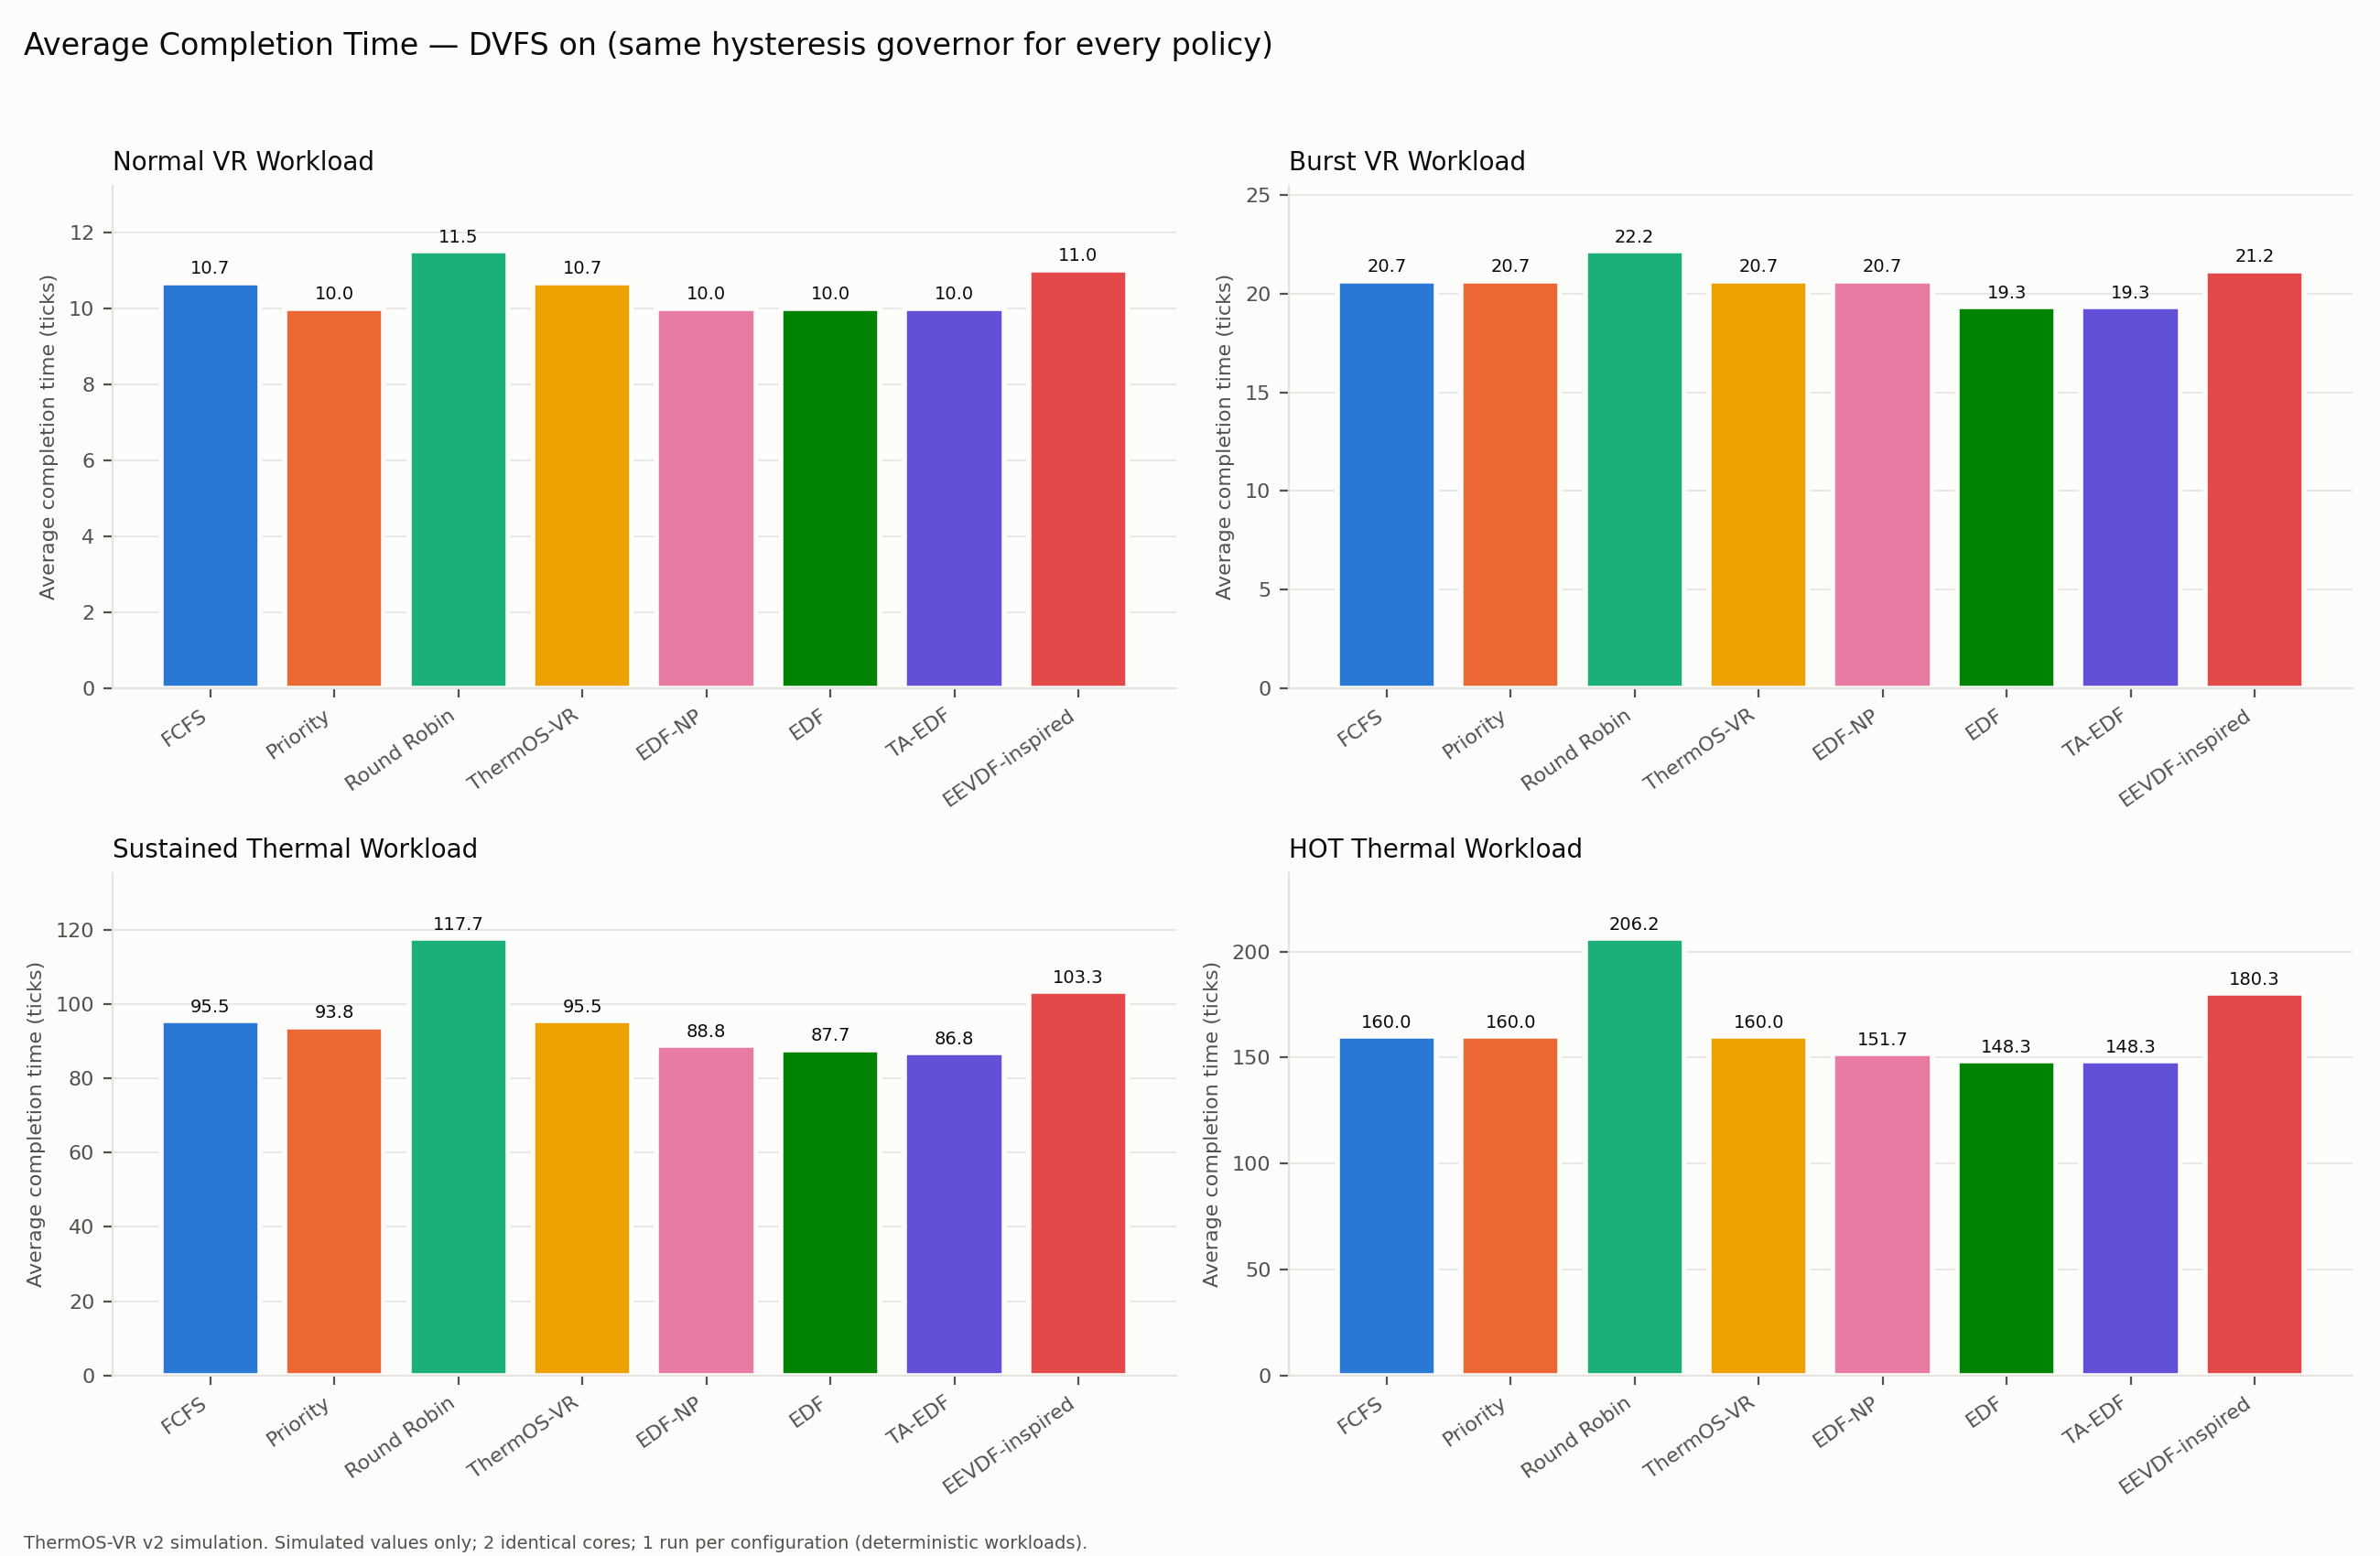 Average Completion Time — DVFS on (same hysteresis governor for every policy)
Normal VR Workload
Average completion time (ticks)
12
10
8
6
4
2
0
10.7
10.0
11.5
10.7
10.0
10.0
10.0
11.0
FCFS
Priority
Round Robin
ThermOS-VR
EDF-NP
EDF
TA-EDF
EEVDF-inspired
Burst VR Workload
Average completion time (ticks)
25
20
15
10
5
0
20.7
20.7
22.2
20.7
20.7
19.3
19.3
21.2
FCFS
Priority
Round Robin
ThermOS-VR
EDF-NP
EDF
TA-EDF
EEVDF-inspired
Sustained Thermal Workload
Average completion time (ticks)
120
100
80
60
40
20
0
95.5
93.8
117.7
95.5
88.8
87.7
86.8
103.3
FCFS
Priority
Round Robin
ThermOS-VR
EDF-NP
EDF
TA-EDF
EEVDF-inspired
HOT Thermal Workload
Average completion time (ticks)
200
150
100
50
0
160.0
160.0
206.2
160.0
151.7
148.3
148.3
180.3
FCFS
Priority
Round Robin
ThermOS-VR
EDF-NP
EDF
TA-EDF
EEVDF-inspired
ThermOS-VR v2 simulation. Simulated values only; 2 identical cores; 1 run per configuration (deterministic workloads).